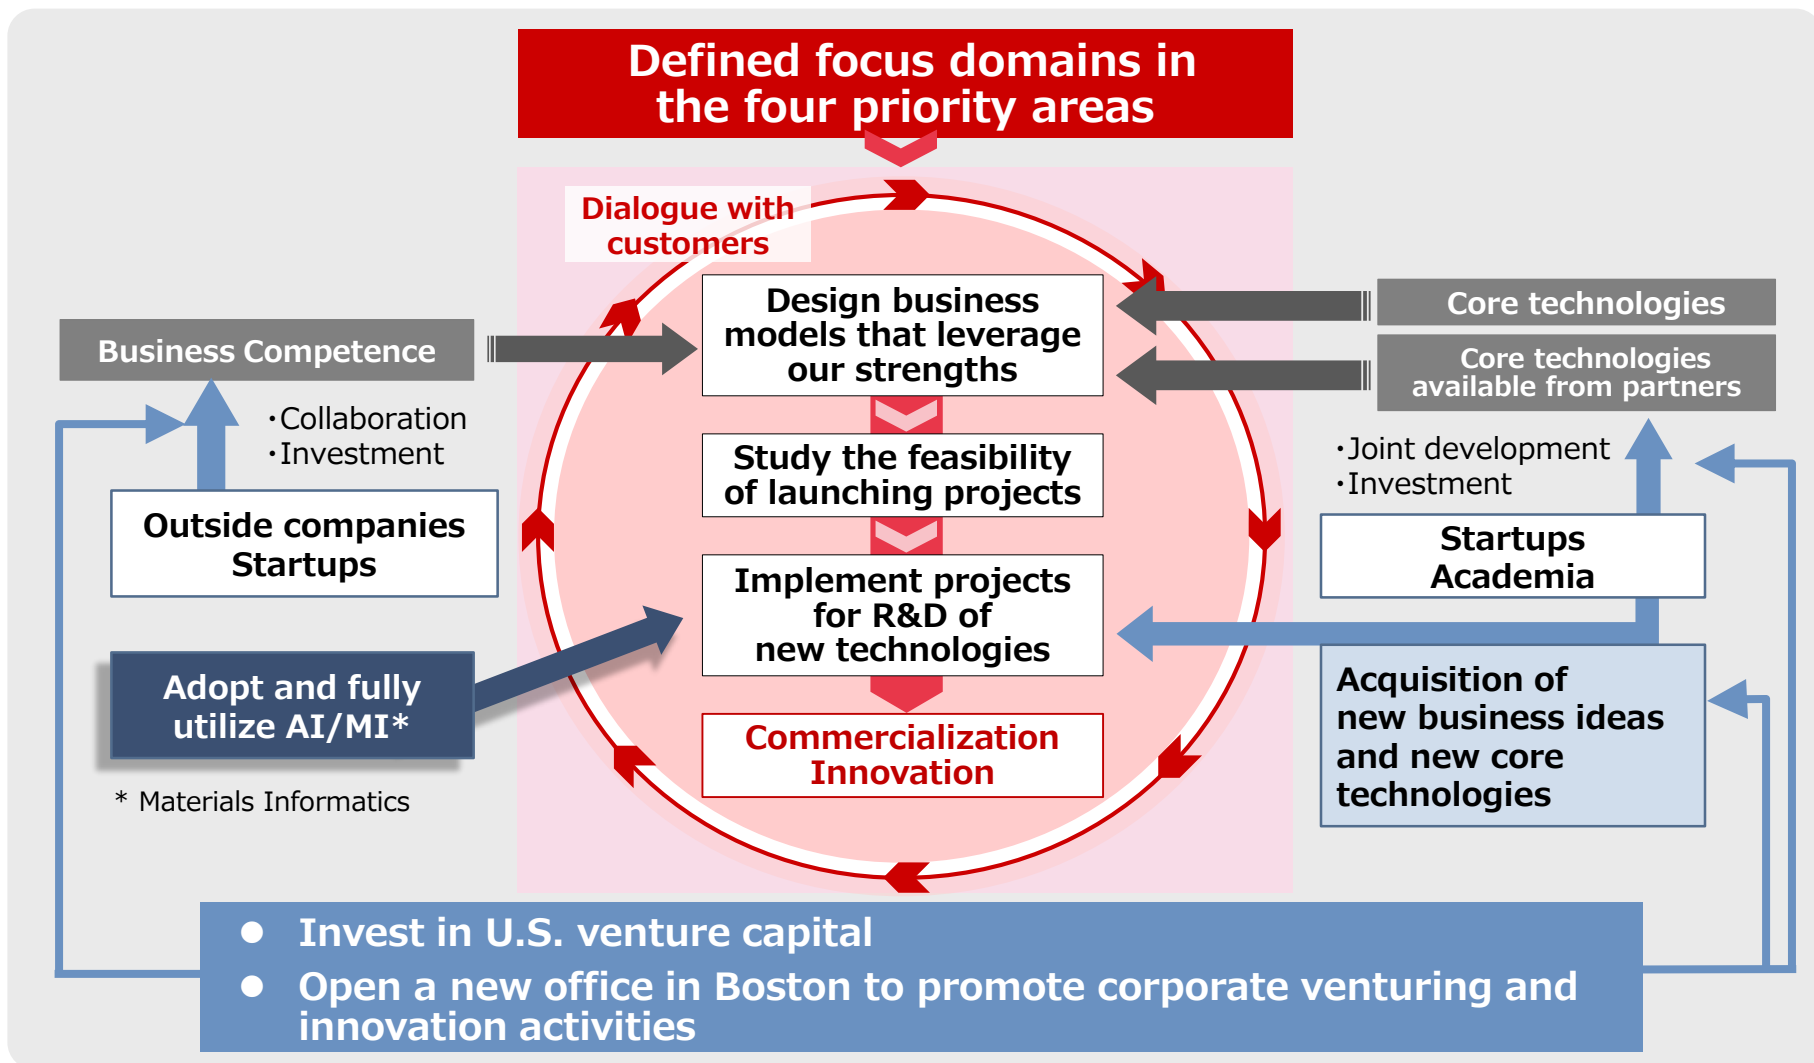 Defined focus domains in
the four priority areas
Dialogue with
customers
Design business
models that leverage
our strengths
Study the feasibility
of launching projects
Implement projects
for R&D of
new technologies
Commercialization
Innovation
Business Competence
・Collaboration
・Investment
Outside companies
Startups
Adopt and fully
utilize AI/MI*
* Materials Informatics
Core technologies
Core technologies
available from partners
・Joint development
・Investment
Startups
Academia
Acquisition of
new business ideas
and new core
technologies
● Invest in U.S. venture capital
● Open a new office in Boston to promote corporate venturing and
innovation activities